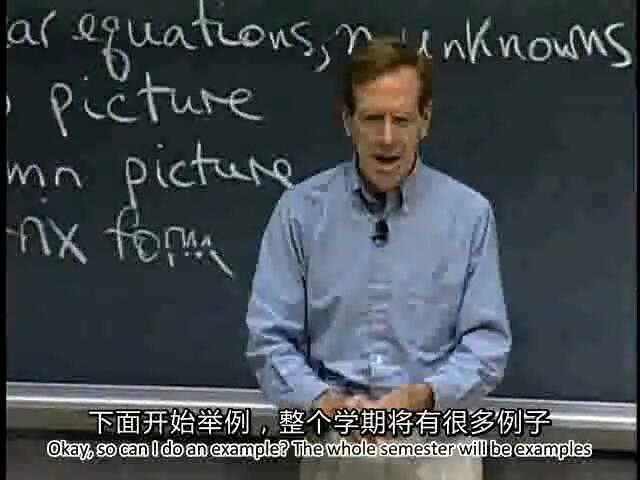 ar equations, n unknowns
picture
mn picture
form
下面开始举例，整个学期将有很多例子
Okay, so can I do an example? The whole semester will be examples